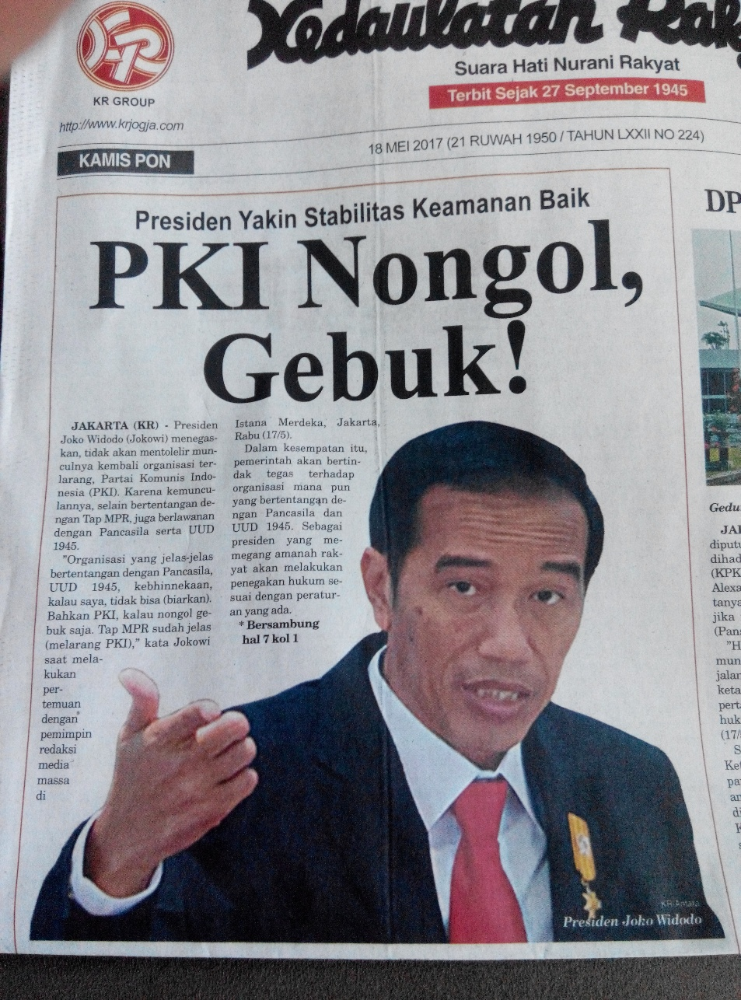 Kedaulatan
Suara Hati Nurani Rakyat
Terbit Sejak 27 September 1945
KR
KR GROUP
http://www.krjogja.com
KAMIS PON
18 MEI 2017 (21 RUWAH 1950 / TAHUN LXXII NO 224)
Presiden Yakin Stabilitas Keamanan Baik
PKI Nongol,
Gebuk!
JAKARTA (KR) - Presiden
Joko Widodo (Jokowi) menegas-
kan, tidak akan mentolelir mun-
culnya kembali organisasi ter-
larang, Partai Komunis Indo-
nesia (PKI). Karena kemuncu-
lannya, selain bertentangan de-
ngan Tap MPR, juga berlawanan
dengan Pancasila serta UUD
1945.
"Organisasi yang jelas-jelas
bertentangan dengan Pancasila,
UUD 1945, kebhinnekaan,
kalau saya, tidak bisa (biarkan).
Bahkan PKI, kalau nongol ge-
buk saja. Tap MPR sudah jelas
(melarang PKI)," kata Jokowi
saat mela-
kukan
per-
temuan
dengan
pemimpin
redaksi
media
massa
di
Istana Merdeka, Jakarta,
Rabu (17/5).
Dalam kesempatan itu,
pemerintah akan bertin-
dak tegas terhadap
organisasi mana pun
yang bertentangan de-
ngan Pancasila dan
UUD 1945. Sebagai
presiden yang me-
megang amanah rak-
yat akan melakukan
penegakan hukum se-
suai dengan peratur-
an yang ada.
* Bersambung
hal 7 kol 1
KR-Antara
Presiden Joko Widodo
DP
Gedu
JA
diputu
dihad
(KPK
Alexa
tanya
jika
(Pans
"H
mun
jalan
keta
pert
huk
(17/
S
Ket
pa
an
di
K